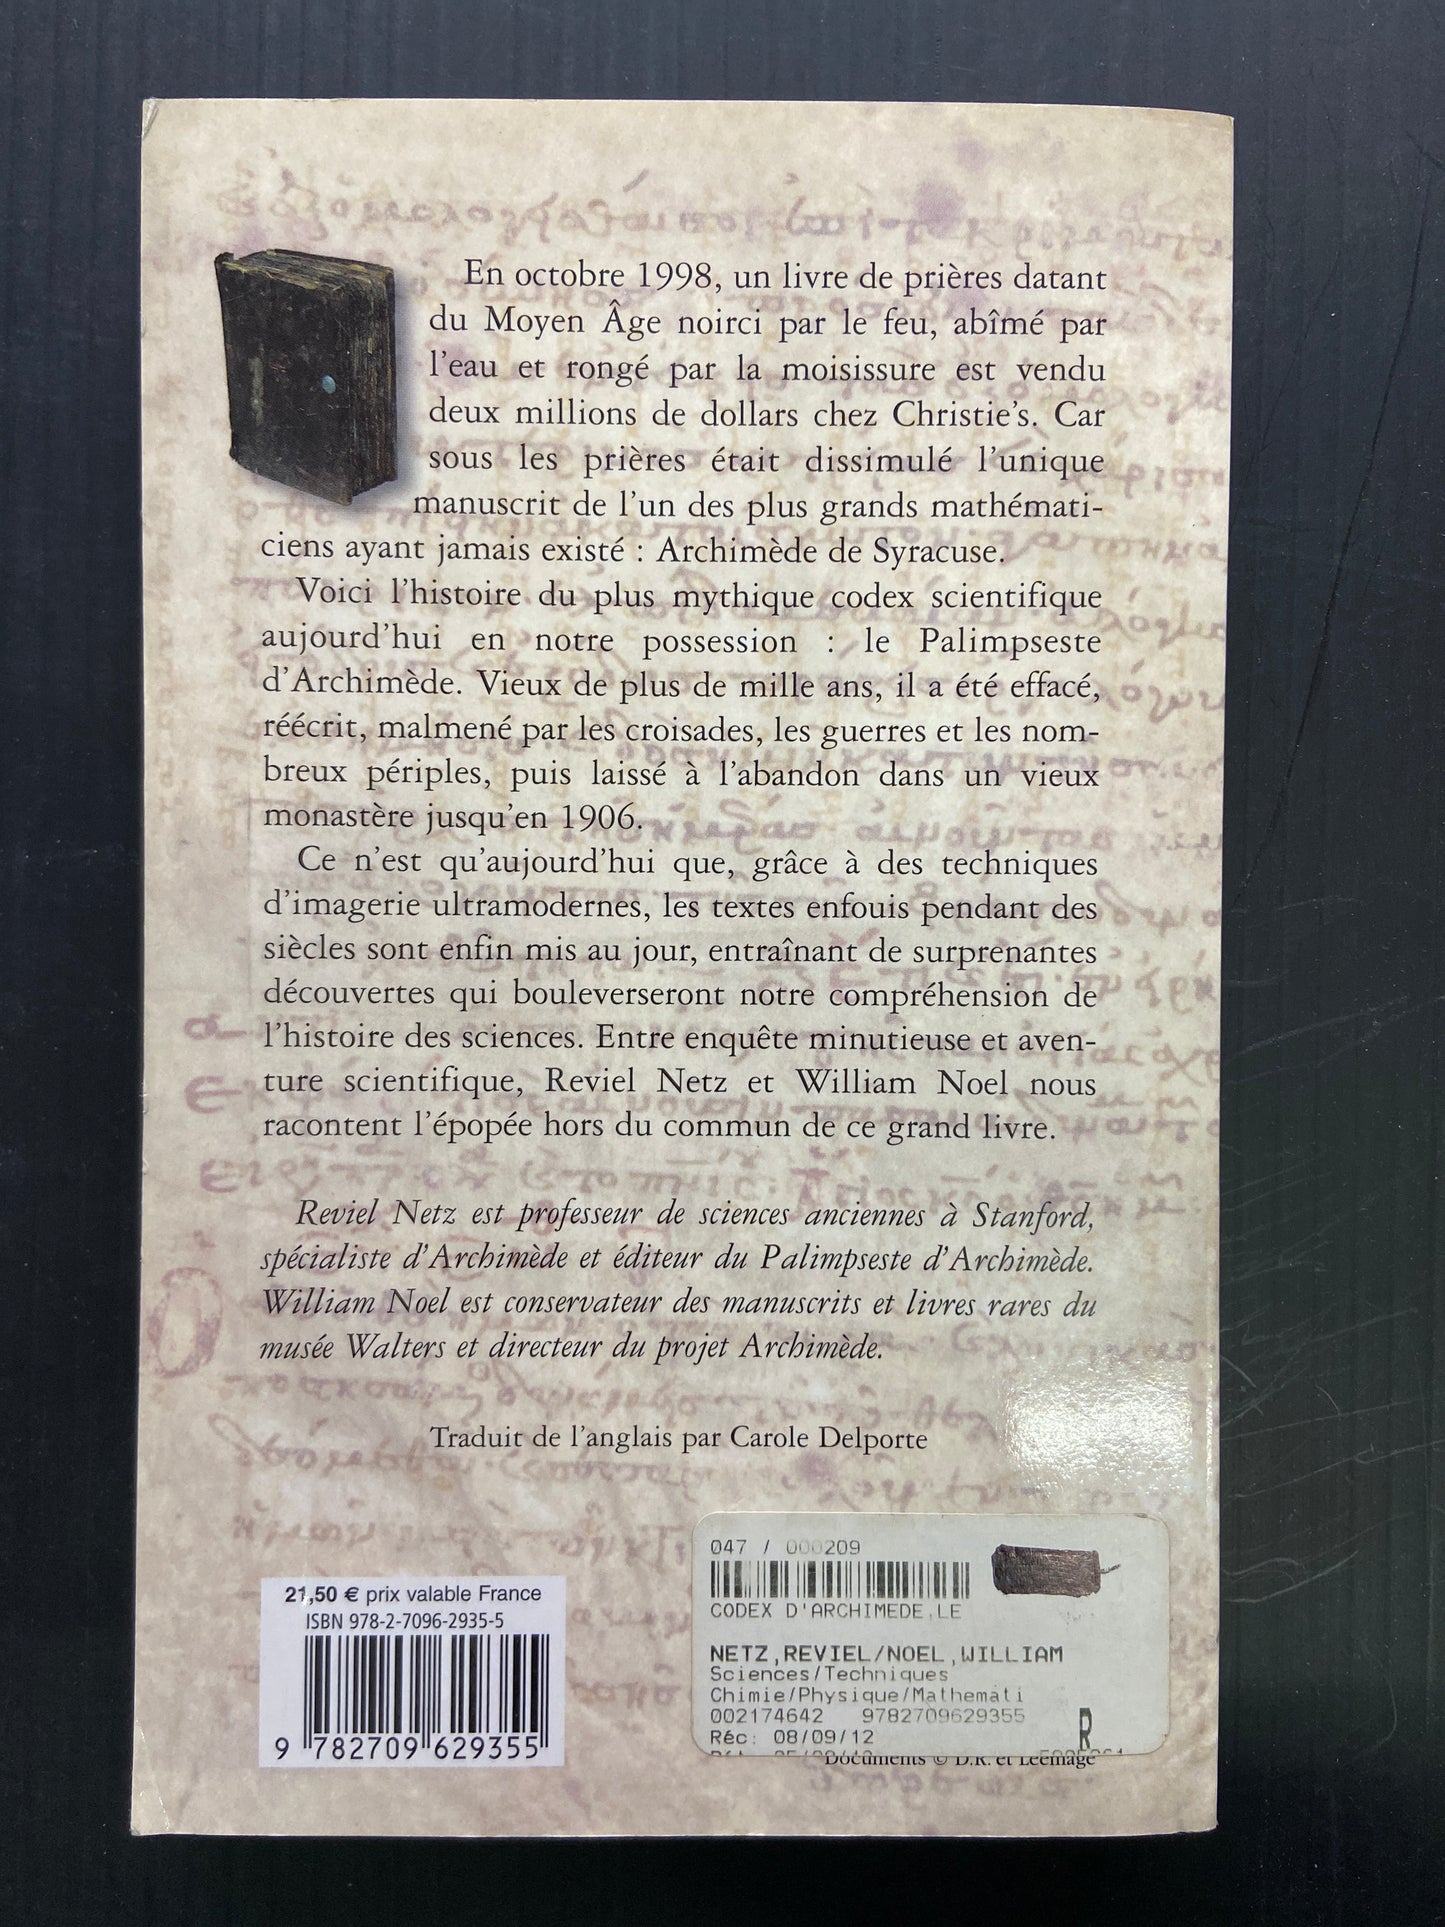 En octobre 1998, un livre de prières datant
du Moyen Âge noirci par le feu, abîmé par
l'eau et rongé par la moisissure est vendu
deux millions de dollars chez Christie's. Car
sous les prières était dissimulé l'unique
manuscrit de l'un des plus grands mathémati-
ciens ayant jamais existé : Archimède de Syracuse.
Voici l'histoire du plus mythique codex scientifique
aujourd'hui en notre possession : le Palimpseste
d'Archimède. Vieux de plus de mille ans, il a été effacé,
réécrit, malmené par les croisades, les guerres et les nom-
breux périples, puis laissé à l'abandon dans un vieux
monastère jusqu'en 1906.
Ce n'est qu'aujourd'hui que, grâce à des techniques
d'imagerie ultramodernes, les textes enfouis pendant des
siècles sont enfin mis au jour, entraînant de surprenantes
découvertes qui bouleverseront notre compréhension de
l'histoire des sciences. Entre enquête minutieuse et aven-
ture scientifique, Reviel Netz et William Noel nous
racontent l'épopée hors du commun de ce grand livre.
Reviel Netz est professeur de sciences anciennes à Stanford,
spécialiste d'Archimède et éditeur du Palimpseste d'Archimède.
William Noel est conservateur des manuscrits et livres rares du
musée Walters et directeur du projet Archimède.
Traduit de l'anglais par Carole Delporte
21,50 € prix valable France
ISBN 978-2-7096-2935-5
9 782709 629355
047 / 000209
CODEX D'ARCHIMEDE,LE
NETZ,REVIEL/NOEL,WILLIAM
Sciences/Techniques
Chimie/Physique/Mathemati
002174642 9782709629355
Réc: 08/09/12 R
Documents © D.R. et Leemage